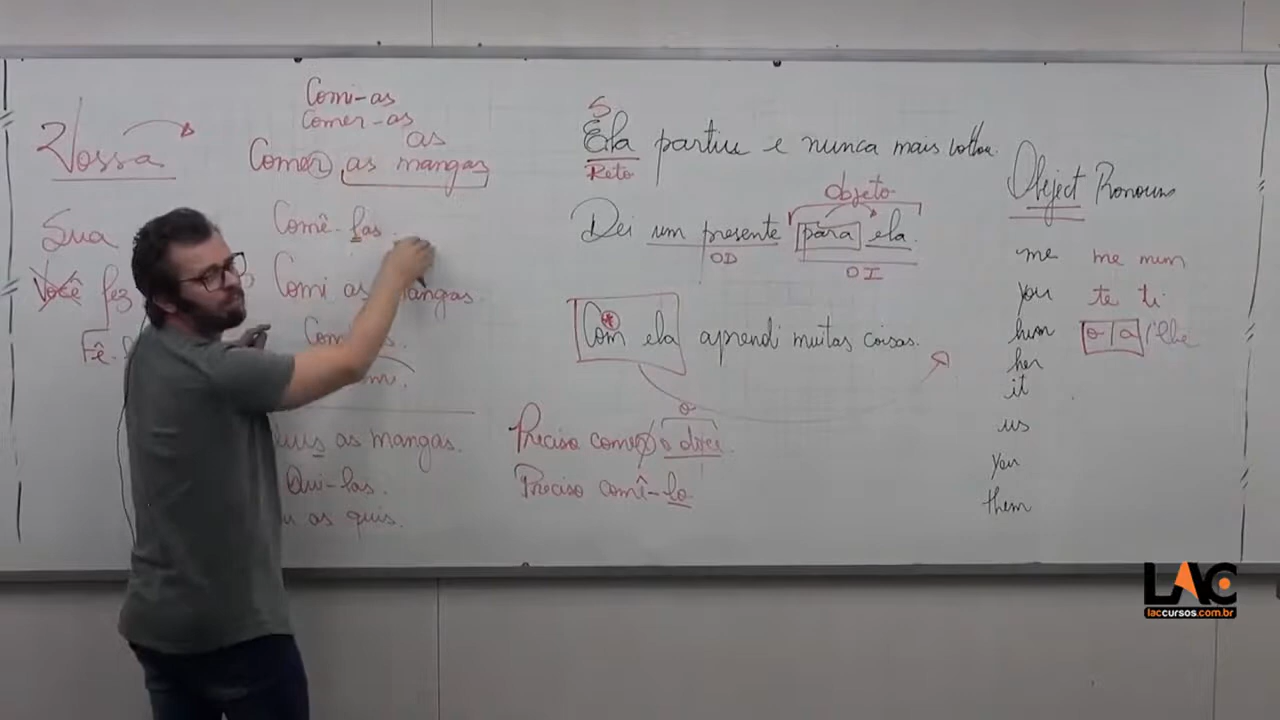 Vossa
Sua
Você fez
Fê-
Comi-as
Comer-as
as
Comer as mangas
Comê-las.
Comi as mangas.
as mangas.
Qui-las.
as quis.
S
Ela partiu e nunca mais voltou.
Reto
objeto
Dei um presente para ela.
OD
OI
Com ela aprendi muitas coisas.
o
Preciso comer o doce.
Preciso comê-lo
Object Pronouns
me me mim
you te ti
him o/a/lhe
her
it
us
you
them
LAC
laccursos.com.br